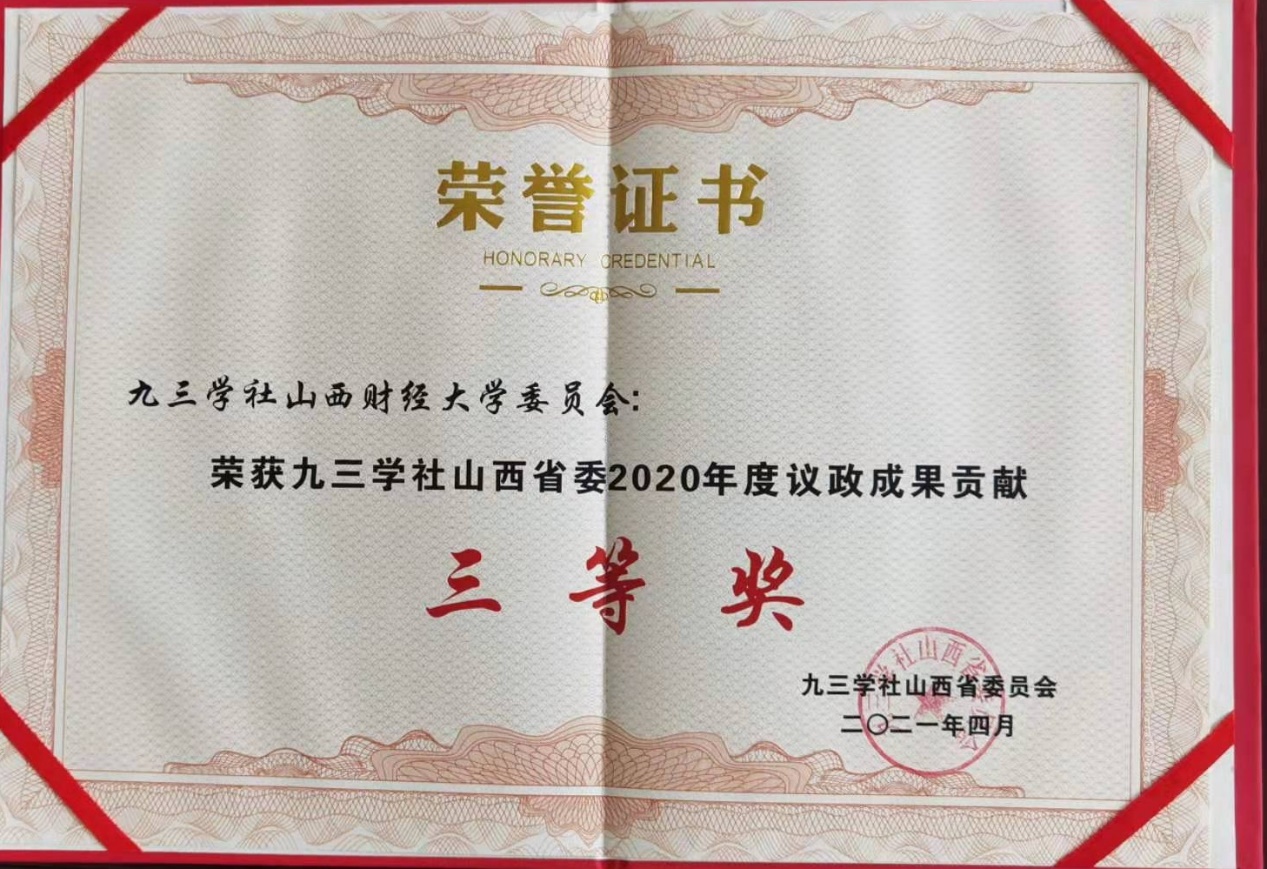 荣誉证书
HONORARY CREDENTIAL
九三学社山西财经大学委员会:
荣获九三学社山西省委2020年度议政成果贡献
三等奖
九三学社山西省委员会
二〇二一年四月